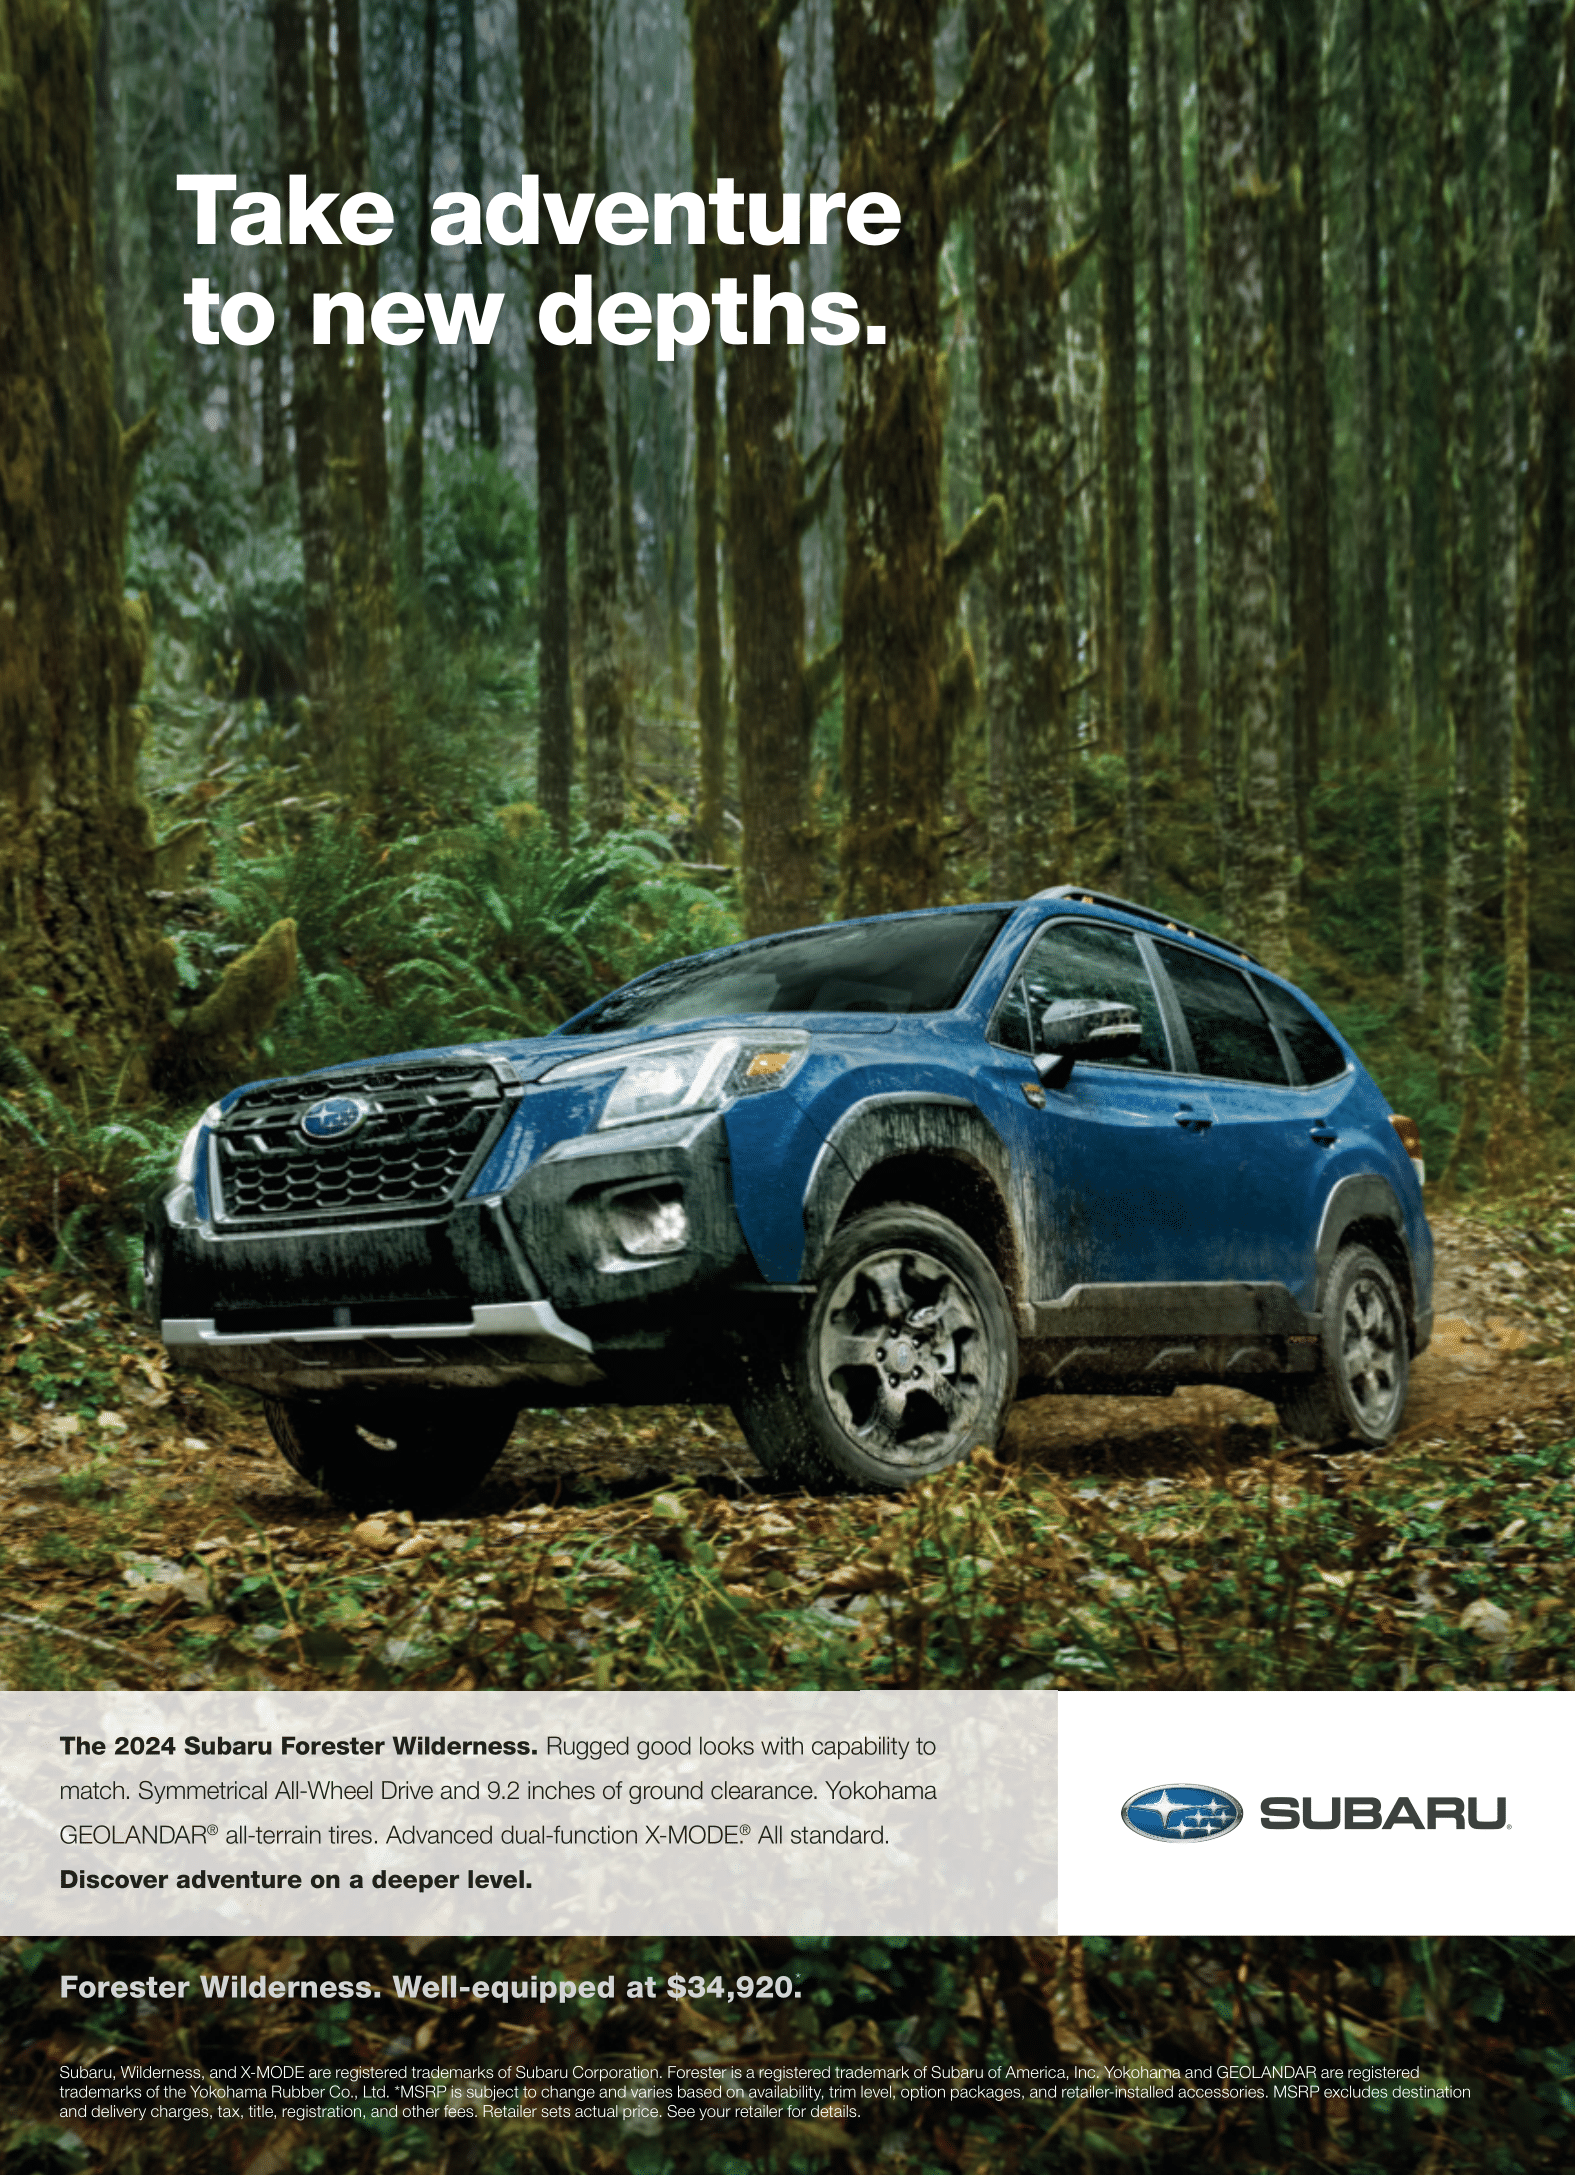 Take adventure
to new depths.
The 2024 Subaru Forester Wilderness. Rugged good looks with capability to
match. Symmetrical All-Wheel Drive and 9.2 inches of ground clearance. Yokohama
GEOLANDAR® all-terrain tires. Advanced dual-function X-MODE.® All standard.
Discover adventure on a deeper level.
SUBARU®
Forester Wilderness. Well-equipped at $34,920.*
Subaru, Wilderness, and X-MODE are registered trademarks of Subaru Corporation. Forester is a registered trademark of Subaru of America, Inc. Yokohama and GEOLANDAR are registered
trademarks of the Yokohama Rubber Co., Ltd. *MSRP is subject to change and varies based on availability, trim level, option packages, and retailer-installed accessories. MSRP excludes destination
and delivery charges, tax, title, registration, and other fees. Retailer sets actual price. See your retailer for details.